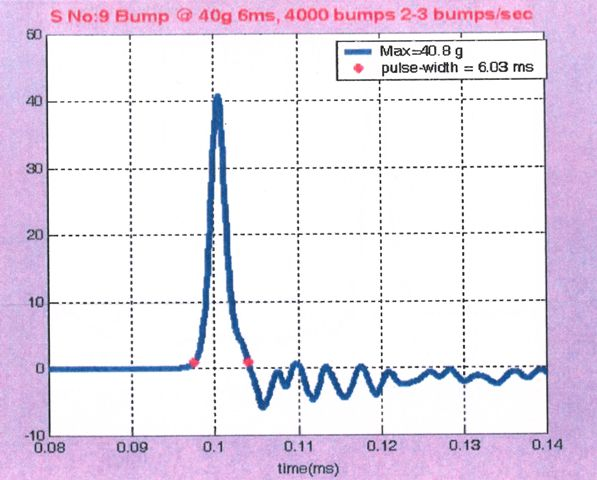 S No:9 Bump @ 40g 6ms, 4000 bumps 2-3 bumps/sec
Max=40.8 g
pulse-width = 6.03 ms
50
40
30
20
10
0
-10
0.08 0.09 0.1 0.11 0.12 0.13 0.14
time(ms)